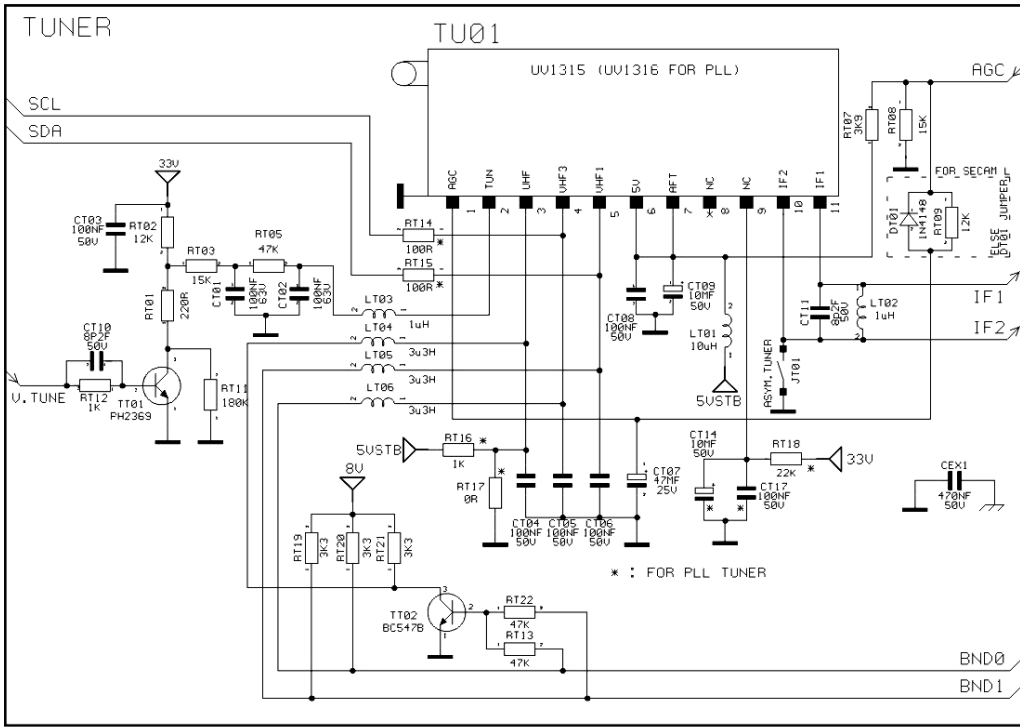 TUNER
TU01
UV1315 (UV1316 FOR PLL)
AGC
SCL
SDA
RT07
3K9
RT08
15K
33V
AGC
TUN
UHF
VHF3
VHF1
5V
AFT
NC
NC
IF2
IF1
1
2
3
4
5
6
7
8
9
10
11
FOR SECAM
DT01
1N4148
RT09
12K
ELSE JUMPER
DT01
CT03
100NF
50V
RT02
12K
RT14
100R *
RT15
100R *
RT03
15K
RT05
47K
CT01
100NF
63V
CT02
100NF
63V
RT01
220R
LT03
1uH
LT04
3u3H
LT05
3u3H
LT06
3u3H
CT08
100NF
50V
CT09
10MF
50V
LT01
10uH
5VSTB
CT11
8p2F
50V
LT02
1uH
IF1
IF2
ASYM.TUNER
JT01
CT10
8P2F
50V
V.TUNE
RT12
1K
TT01
PH2369
RT11
180K
5VSTB
RT16 *
1K
RT17 *
0R
CT04
100NF
50V
CT05
100NF
50V
CT06
100NF
50V
CT07
47MF
25V
CT14
10MF
50V
*
CT17
100NF
50V
*
RT18
22K *
33V
CEX1
470NF
50V
8V
RT19
3K3
RT20
3K3
RT21
3K3
* : FOR PLL TUNER
TT02
BC547B
RT22
47K
RT13
47K
BND0
BND1